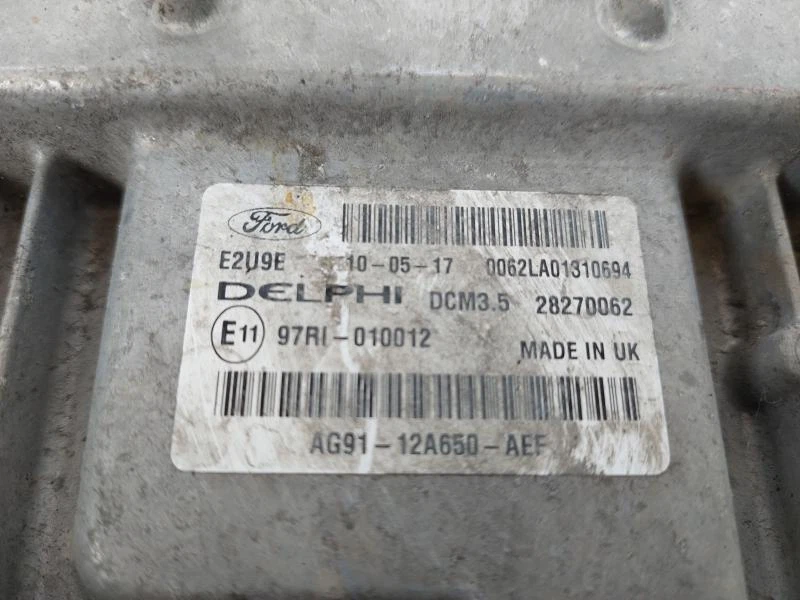 Ford
E2U9E 10-05-17 0062LA01310694
DELPHI DCM3.5 28270062
E11 97RI-010012 MADE IN UK
AG91-12A650-AEF